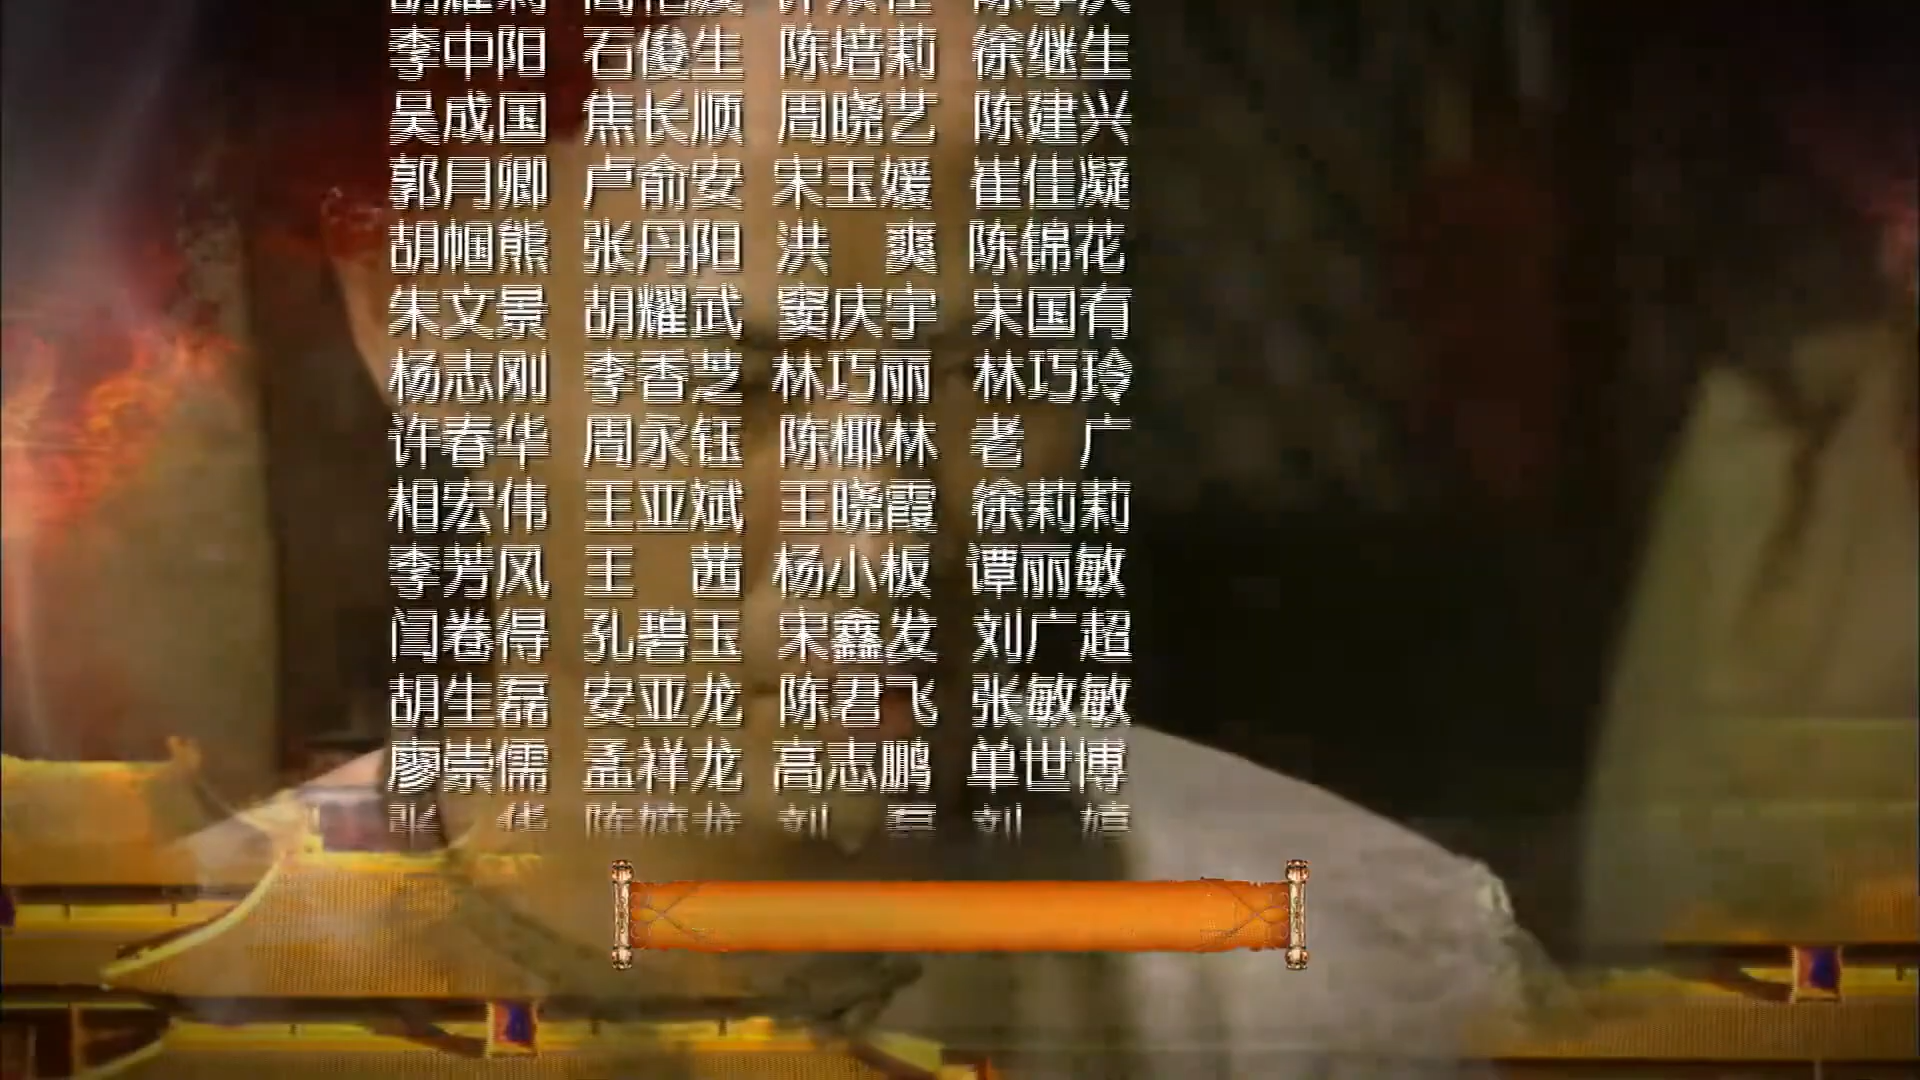 李中阳 石俊生 陈培莉 徐继生
吴成国 焦长顺 周晓艺 陈建兴
郭月卿 卢俞安 宋玉媛 崔佳凝
胡帼熊 张丹阳 洪 爽 陈锦花
朱文景 胡耀武 窦庆宇 宋国有
杨志刚 李香芝 林巧丽 林巧玲
许春华 周永钰 陈椰林 老 广
相宏伟 王亚斌 王晓霞 徐莉莉
李芳风 王 茜 杨小板 谭丽敏
闫卷得 孔碧玉 宋鑫发 刘广超
胡生磊 安亚龙 陈君飞 张敏敏
廖崇儒 孟祥龙 高志鹏 单世博